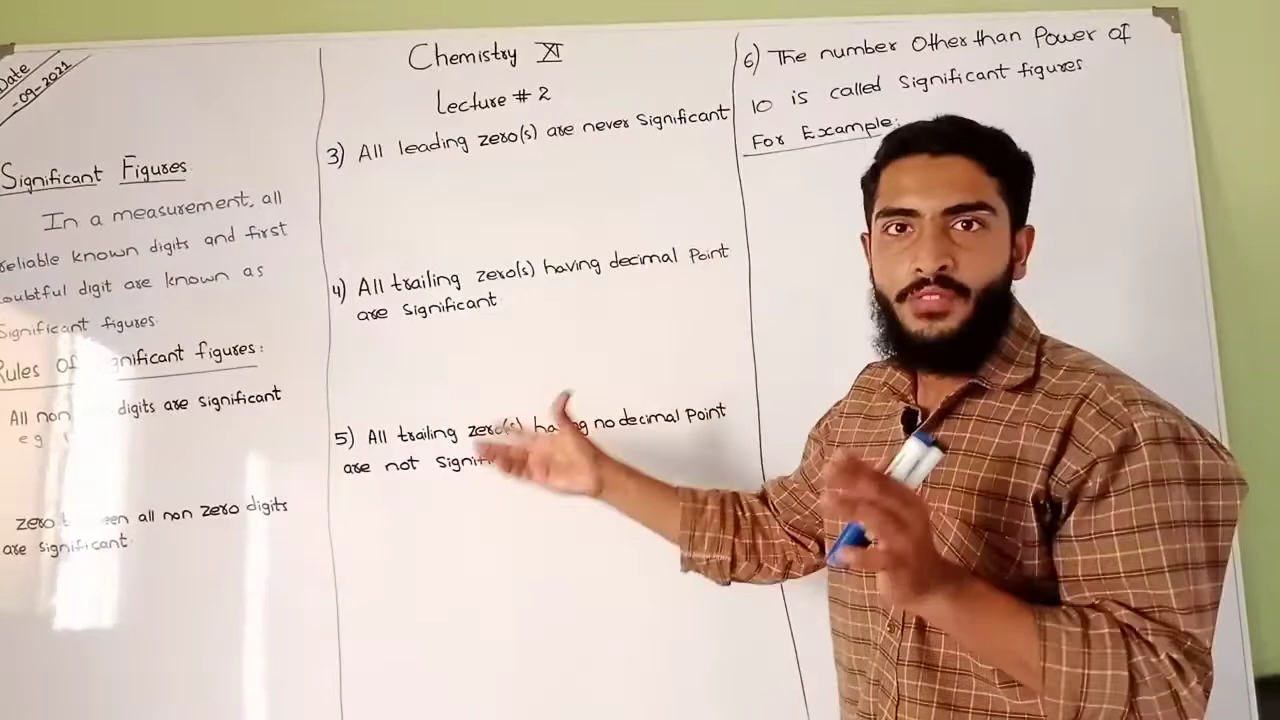 Date
-09-2021
Significant Figures
In a measurement, all
reliable known digits and first
doubtful digit are known as
Significant figures.
Rules of significant figures:
All non digits are significant
eg
zero between all non zero digits
are significant.
Chemistry XI
Lecture # 2
3) All leading zero(s) are never Significant
4) All trailing zero(s) having decimal Point
are significant
5) All trailing zero(s) having no decimal Point
are not Signifi
6) The number Other than Power of
10 is called Significant figures
For Example: